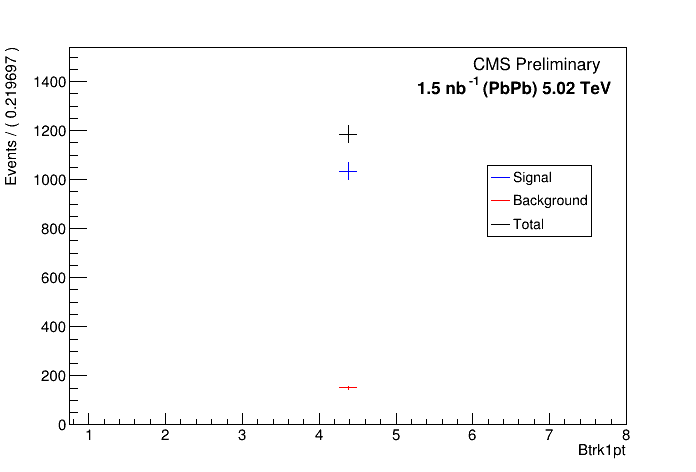 CMS Preliminary
1.5 nb⁻¹ (PbPb) 5.02 TeV
Events / ( 0.219697 )
1400
1200
1000
800
600
400
200
0
Signal
Background
Total
1 2 3 4 5 6 7 8
Btrk1pt